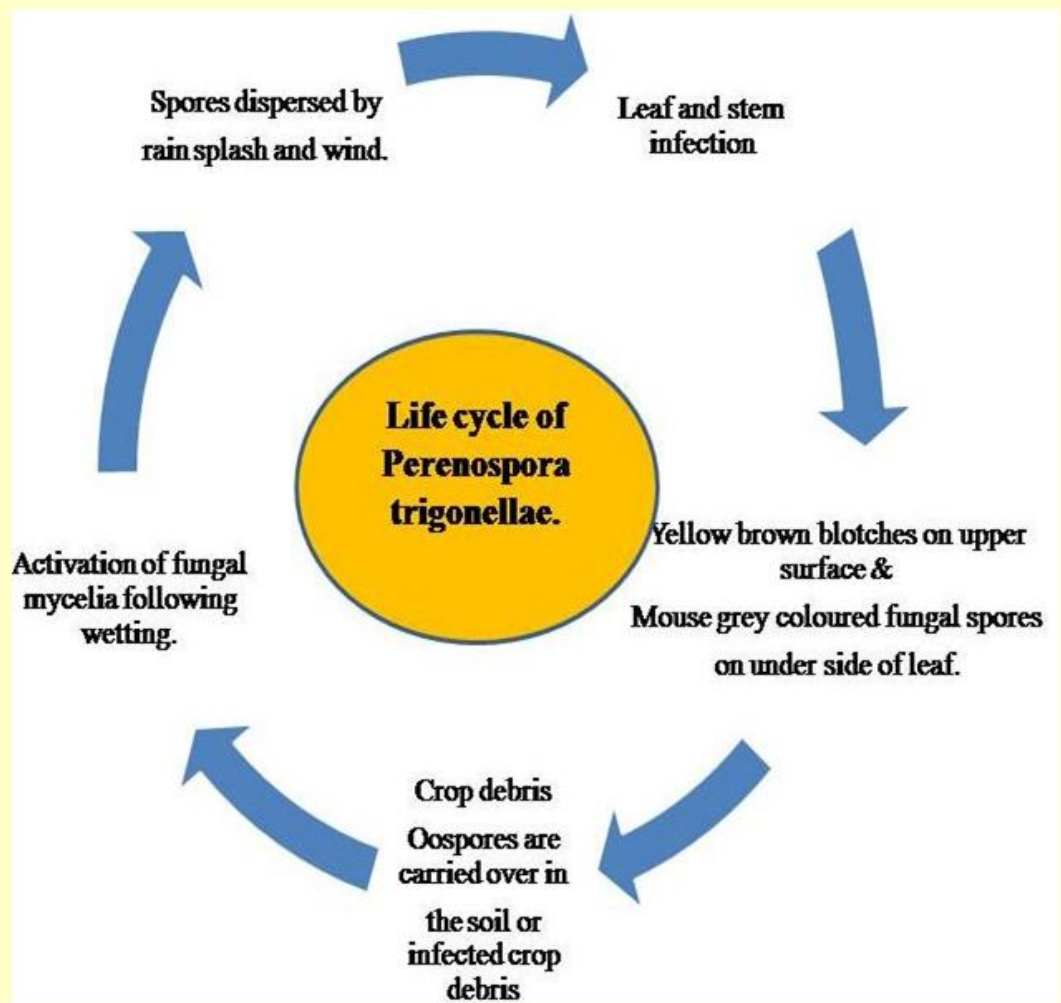 Spores dispersed by
rain splash and wind.
Leaf and stem
infection
Life cycle of
Perenospora
trigonellae.
Yellow brown blotches on upper
surface &
Mouse grey coloured fungal spores
on under side of leaf.
Crop debris
Oospores are
carried over in
the soil or
infected crop
debris
Activation of fungal
mycelia following
wetting.